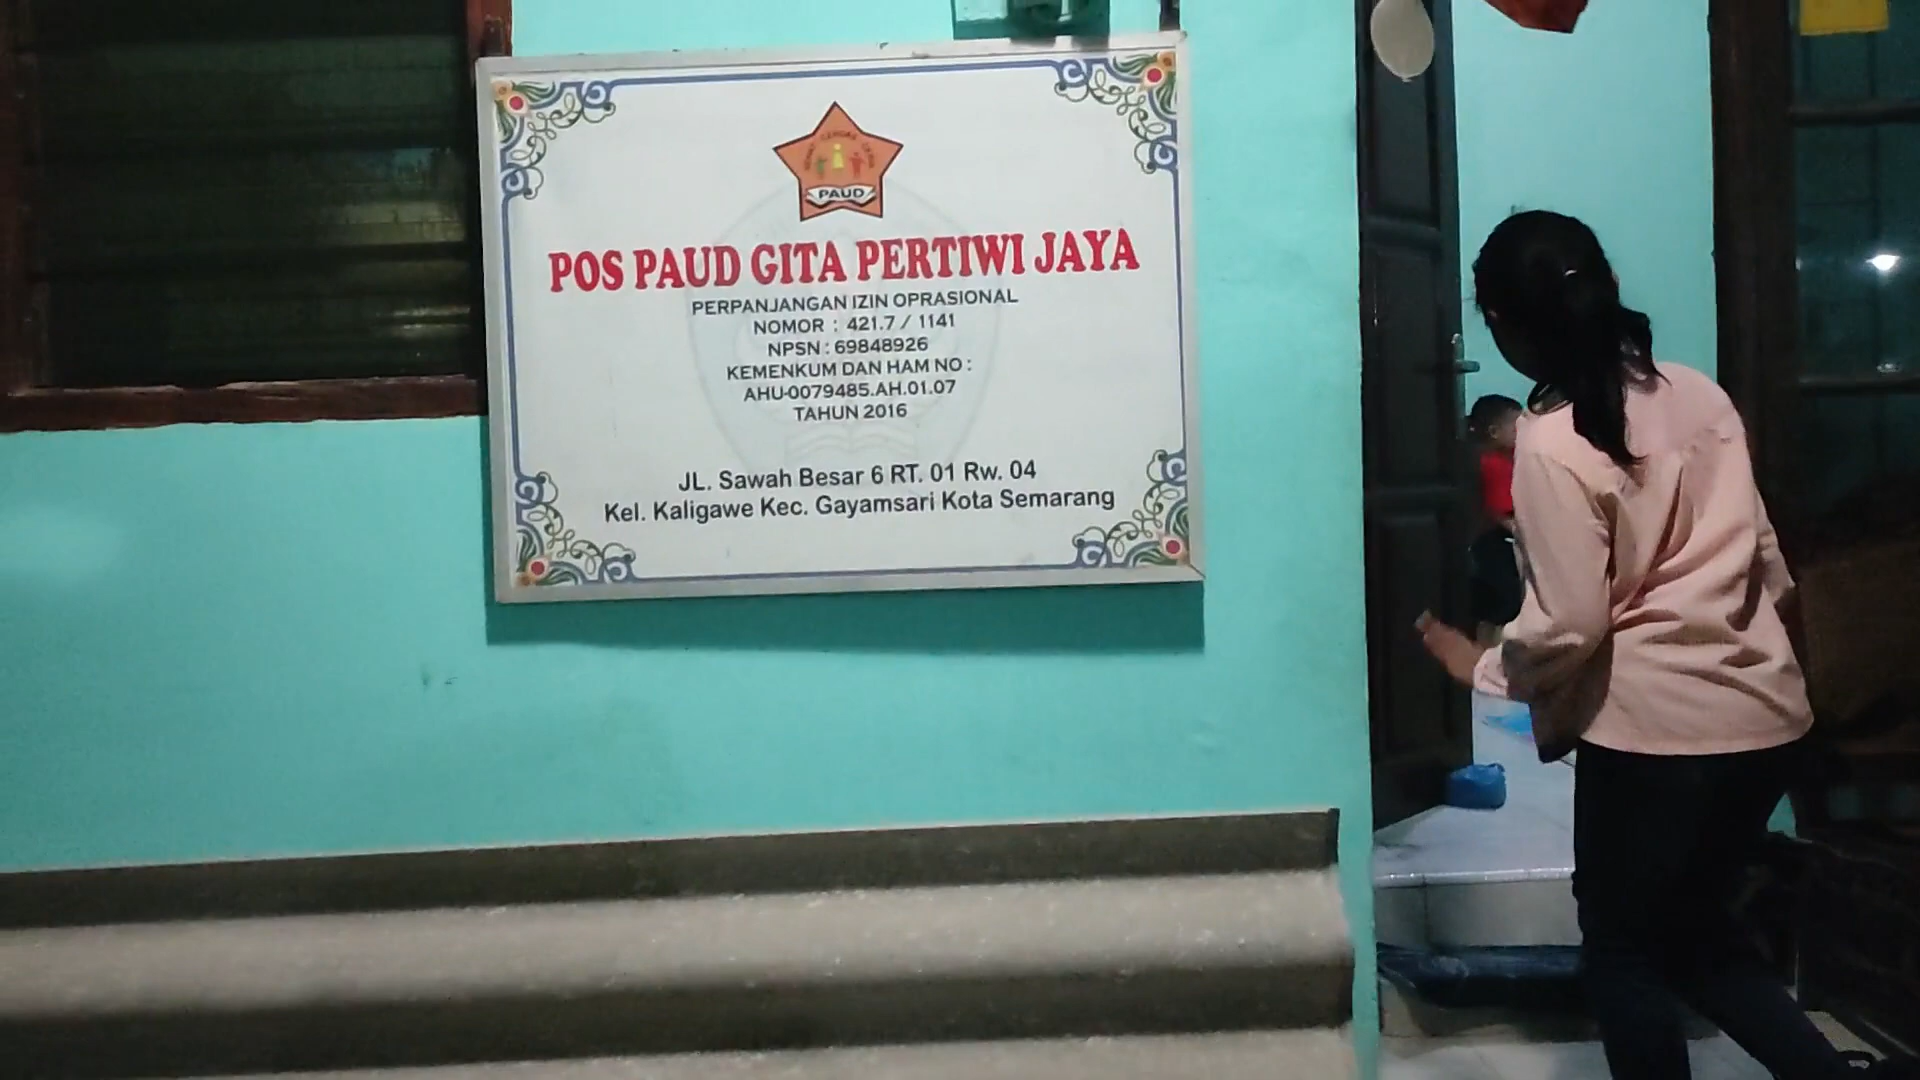 PAUD
POS PAUD GITA PERTIWI JAYA
PERPANJANGAN IZIN OPRASIONAL
NOMOR : 421.7 / 1141
NPSN : 69848926
KEMENKUM DAN HAM NO :
AHU-0079485.AH.01.07
TAHUN 2016
JL. Sawah Besar 6 RT. 01 Rw. 04
Kel. Kaligawe Kec. Gayamsari Kota Semarang